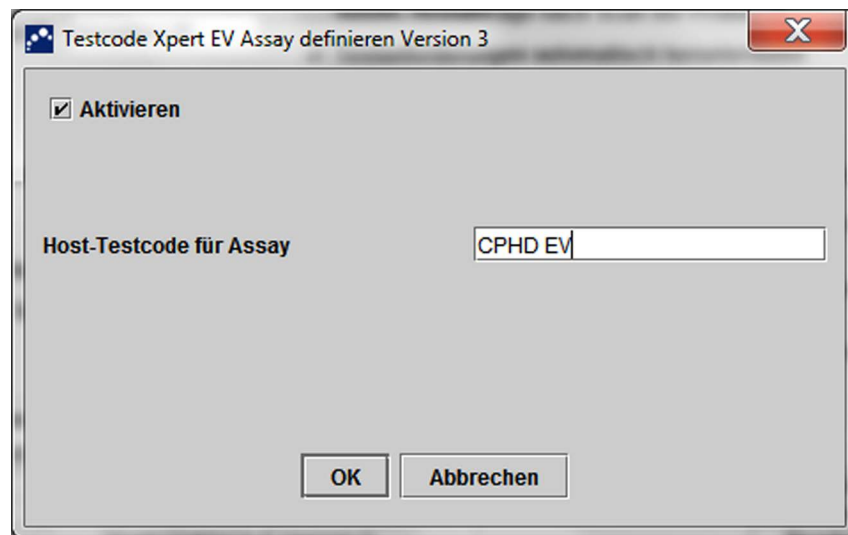 Testcode Xpert EV Assay definieren Version 3
Aktivieren
Host-Testcode für Assay
CPHD EV
OK
Abbrechen